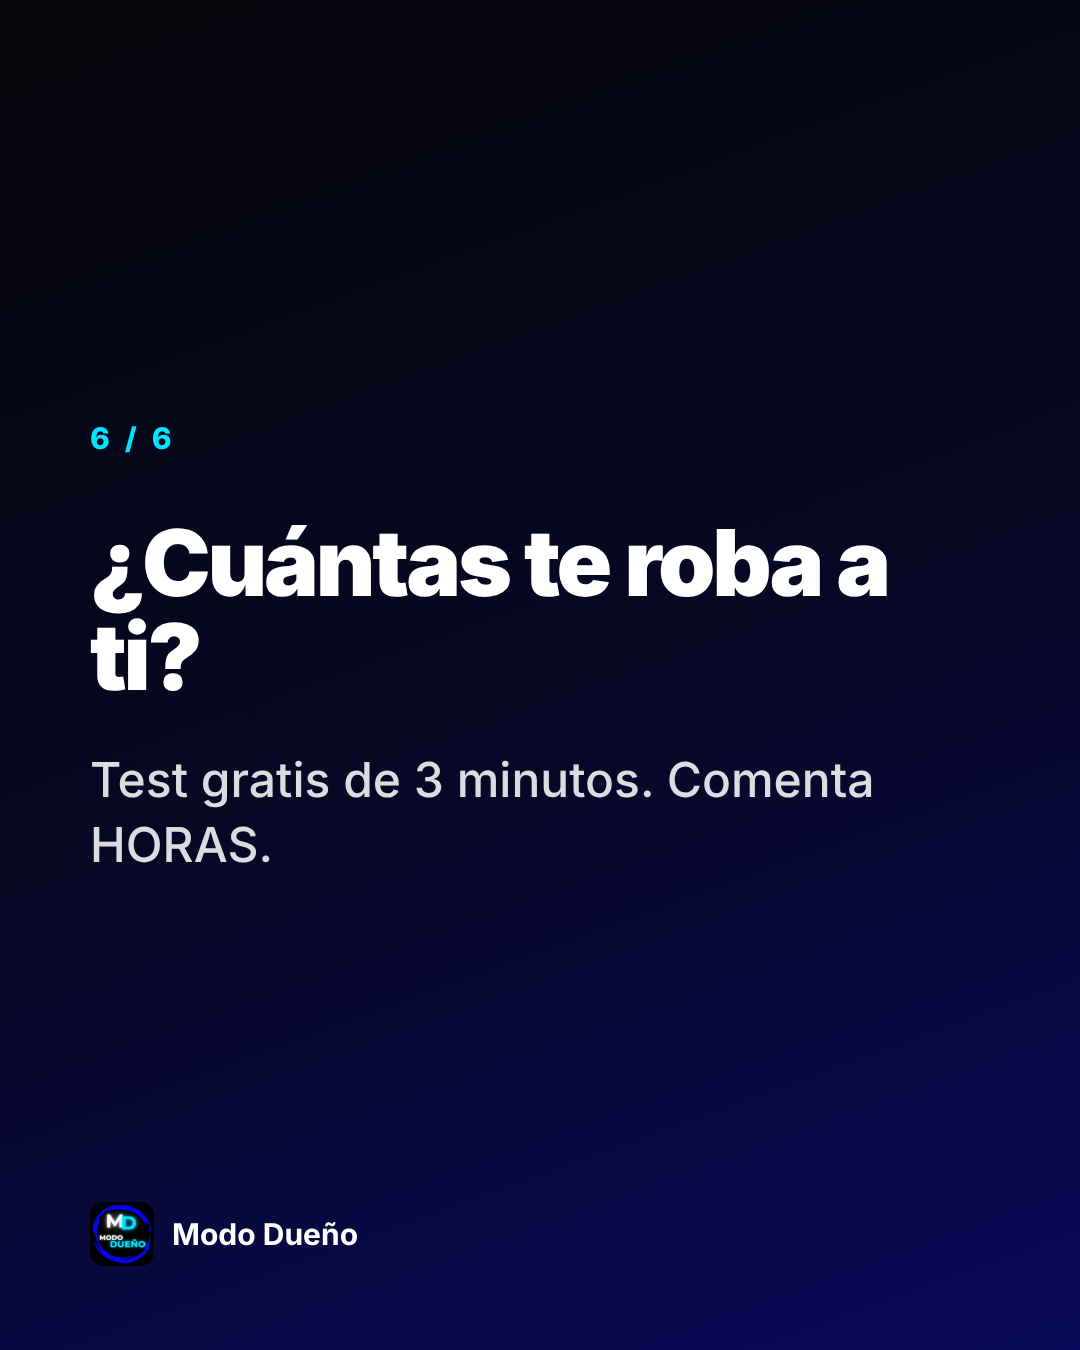 6 / 6
¿Cuántas te roba a
ti?
Test gratis de 3 minutos. Comenta
HORAS.
MD
MODO
DUEÑO
Modo Dueño